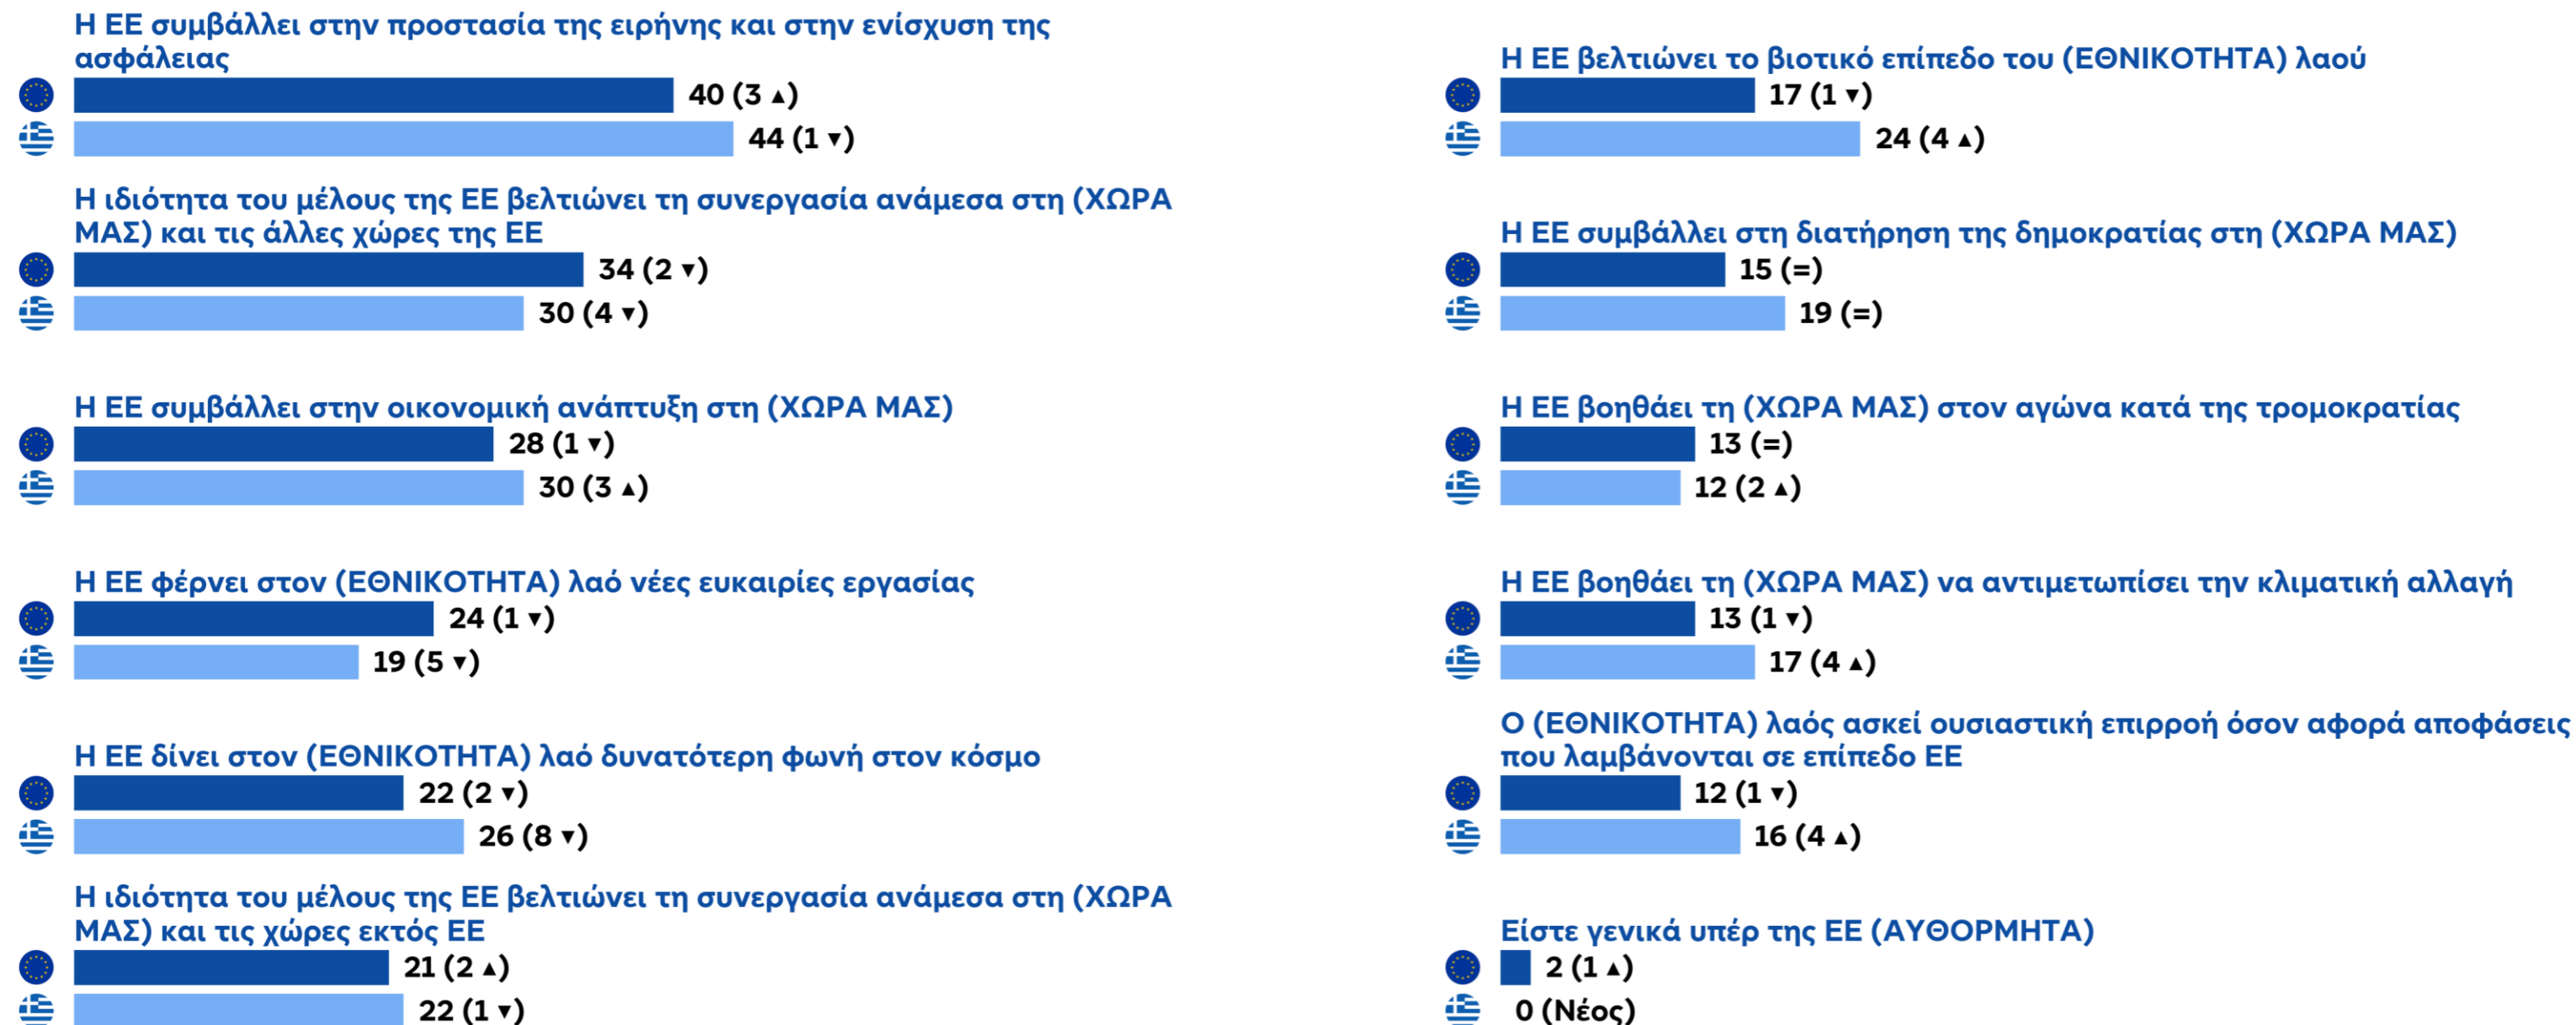 Η ΕΕ συμβάλλει στην προστασία της ειρήνης και στην ενίσχυση της
ασφάλειας
40 (3 ▲)
44 (1 ▼)
Η ιδιότητα του μέλους της ΕΕ βελτιώνει τη συνεργασία ανάμεσα στη (ΧΩΡΑ
ΜΑΣ) και τις άλλες χώρες της ΕΕ
34 (2 ▼)
30 (4 ▼)
Η ΕΕ συμβάλλει στην οικονομική ανάπτυξη στη (ΧΩΡΑ ΜΑΣ)
28 (1 ▼)
30 (3 ▲)
Η ΕΕ φέρνει στον (ΕΘΝΙΚΟΤΗΤΑ) λαό νέες ευκαιρίες εργασίας
24 (1 ▼)
19 (5 ▼)
Η ΕΕ δίνει στον (ΕΘΝΙΚΟΤΗΤΑ) λαό δυνατότερη φωνή στον κόσμο
22 (2 ▼)
26 (8 ▼)
Η ιδιότητα του μέλους της ΕΕ βελτιώνει τη συνεργασία ανάμεσα στη (ΧΩΡΑ
ΜΑΣ) και τις χώρες εκτός ΕΕ
21 (2 ▲)
22 (1 ▼)
Η ΕΕ βελτιώνει το βιοτικό επίπεδο του (ΕΘΝΙΚΟΤΗΤΑ) λαού
17 (1 ▼)
24 (4 ▲)
Η ΕΕ συμβάλλει στη διατήρηση της δημοκρατίας στη (ΧΩΡΑ ΜΑΣ)
15 (=)
19 (=)
Η ΕΕ βοηθάει τη (ΧΩΡΑ ΜΑΣ) στον αγώνα κατά της τρομοκρατίας
13 (=)
12 (2 ▲)
Η ΕΕ βοηθάει τη (ΧΩΡΑ ΜΑΣ) να αντιμετωπίσει την κλιματική αλλαγή
13 (1 ▼)
17 (4 ▲)
Ο (ΕΘΝΙΚΟΤΗΤΑ) λαός ασκεί ουσιαστική επιρροή όσον αφορά αποφάσεις
που λαμβάνονται σε επίπεδο ΕΕ
12 (1 ▼)
16 (4 ▲)
Είστε γενικά υπέρ της ΕΕ (ΑΥΘΟΡΜΗΤΑ)
2 (1 ▲)
0 (Νέος)